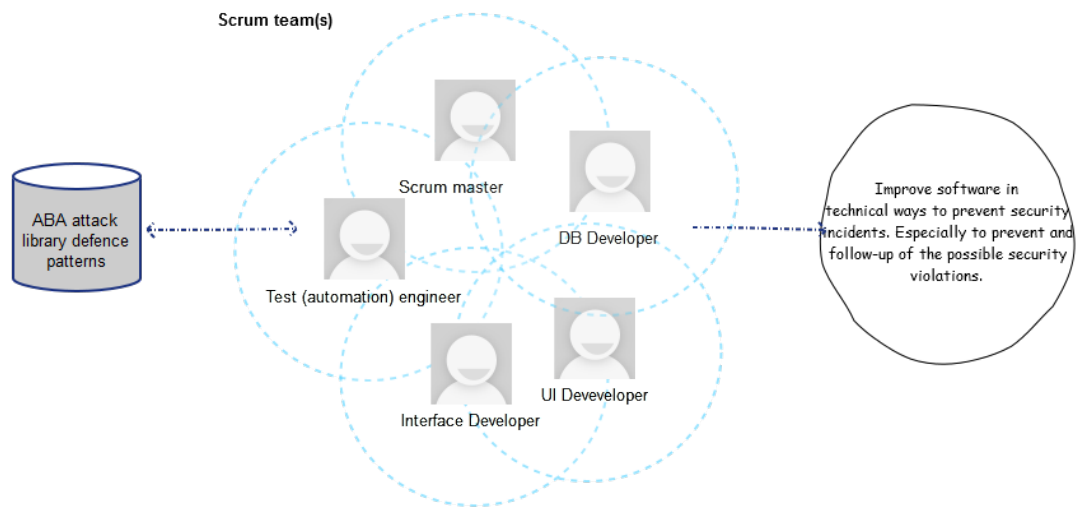 Scrum team(s)
Scrum master
DB Developer
Test (automation) engineer
Interface Developer
UI Deveveloper
ABA attack
library defence
patterns
Improve software in
technical ways to prevent security
incidents. Especially to prevent and
follow-up of the possible security
violations.